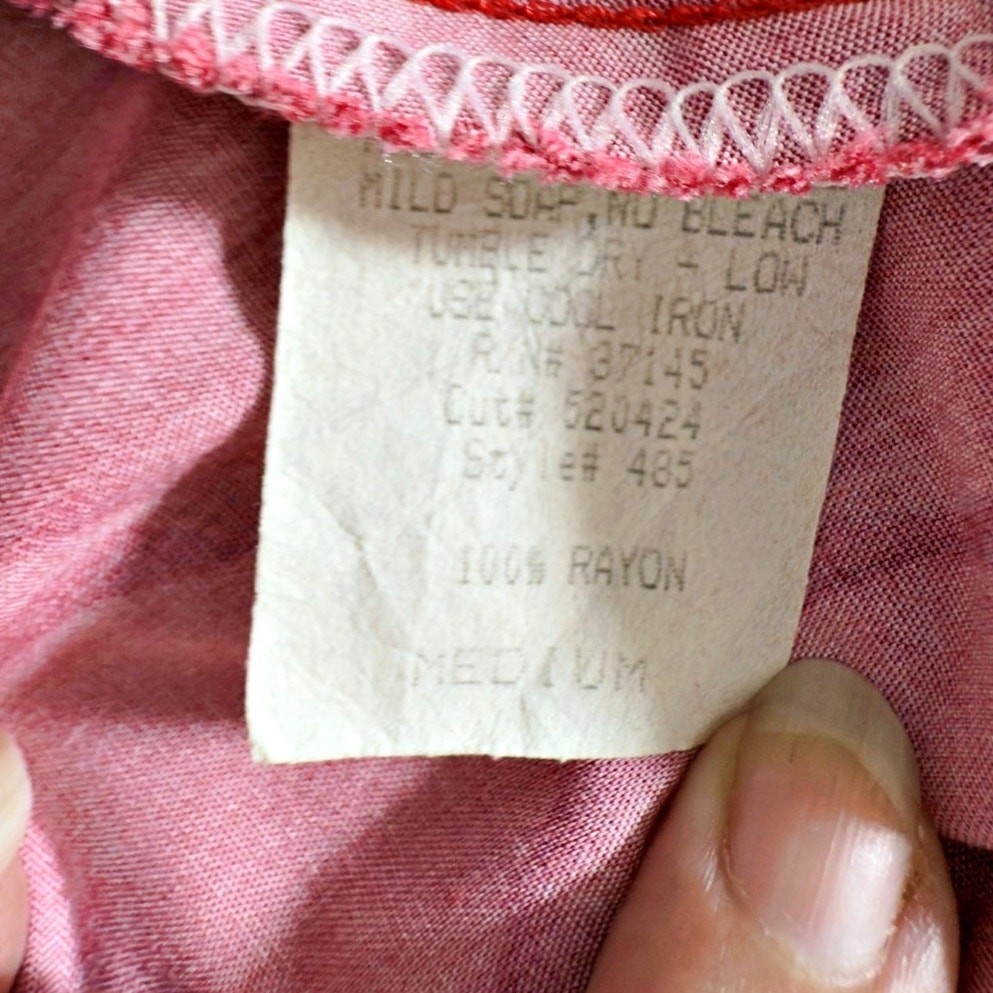 MILD SOAP, NO BLEACH
TUMBLE DRY - LOW
USE COOL IRON
R/N# 37145
Cut# 520424
Style# 485
100% RAYON
MEDIUM